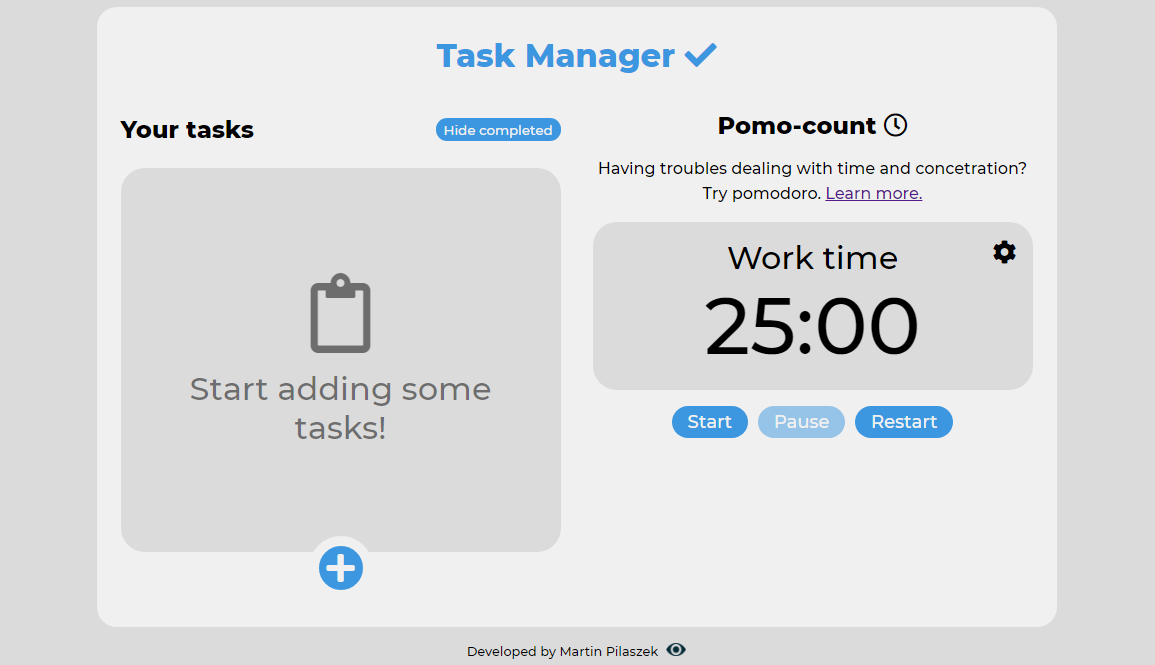 Task Manager
Your tasks
Hide completed
Start adding some
tasks!
Pomo-count
Having troubles dealing with time and concetration?
Try pomodoro. Learn more.
Work time
25:00
Start
Pause
Restart
Developed by Martin Pilaszek